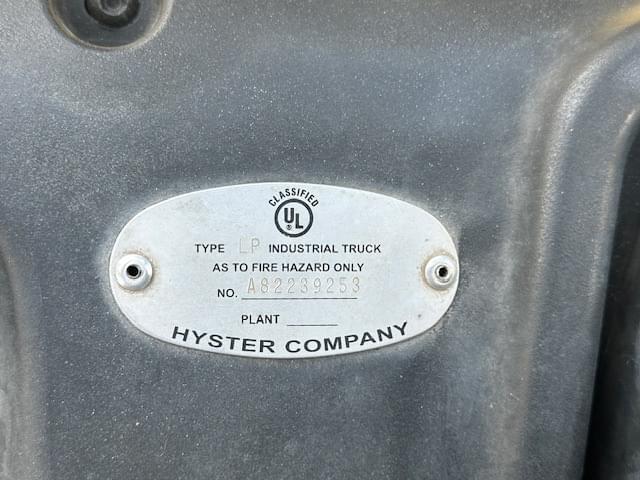 CLASSIFIED
UL
®
TYPE LP INDUSTRIAL TRUCK
AS TO FIRE HAZARD ONLY
NO. A82239253
PLANT
HYSTER COMPANY